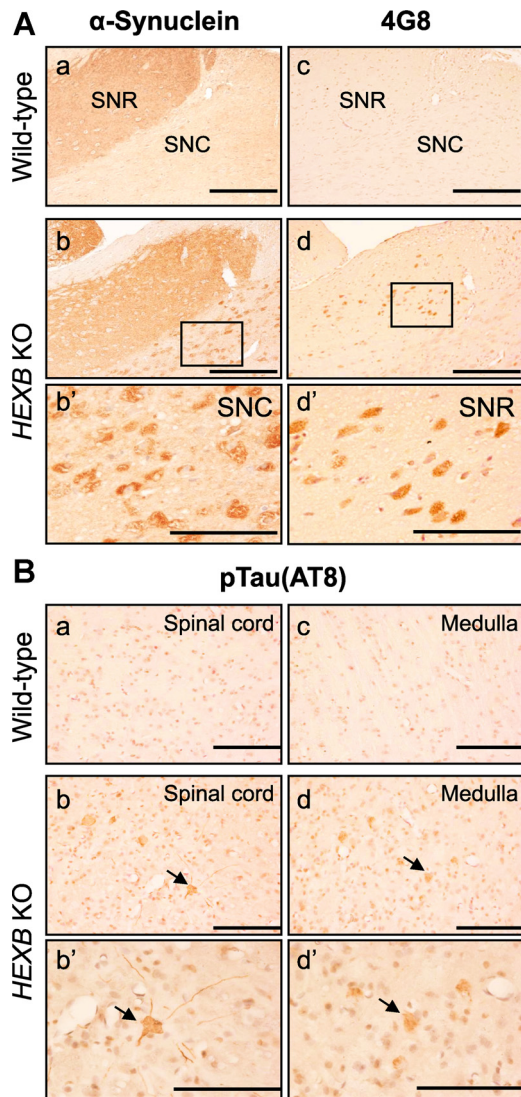 A
α-Synuclein
4G8
Wild-type
a
SNR
SNC
c
SNR
SNC
HEXB KO
b
d
b’
SNC
d’
SNR
B
pTau(AT8)
Wild-type
a
Spinal cord
c
Medulla
HEXB KO
b
Spinal cord
d
Medulla
b’
d’